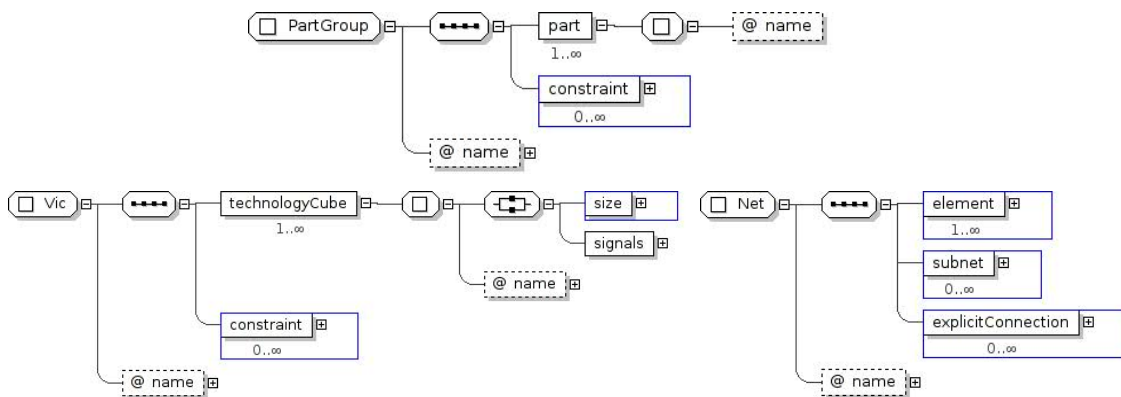 PartGroup
part
@ name
1..∞
constraint
0..∞
@ name
Vic
technologyCube
1..∞
size
signals
@ name
constraint
0..∞
@ name
Net
element
1..∞
subnet
0..∞
explicitConnection
0..∞
@ name